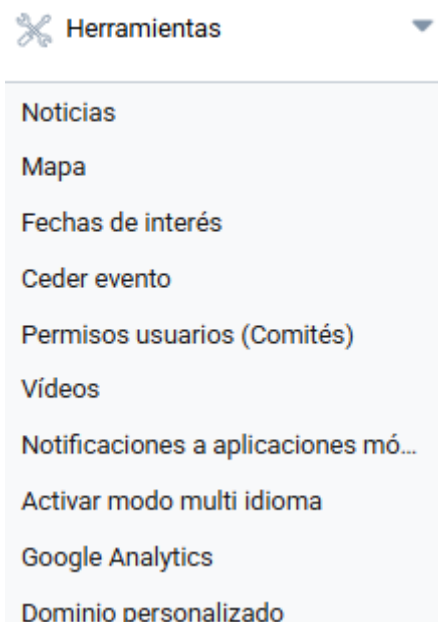 Herramientas
Noticias
Mapa
Fechas de interés
Ceder evento
Permisos usuarios (Comités)
Vídeos
Notificaciones a aplicaciones mó...
Activar modo multi idioma
Google Analytics
Dominio personalizado